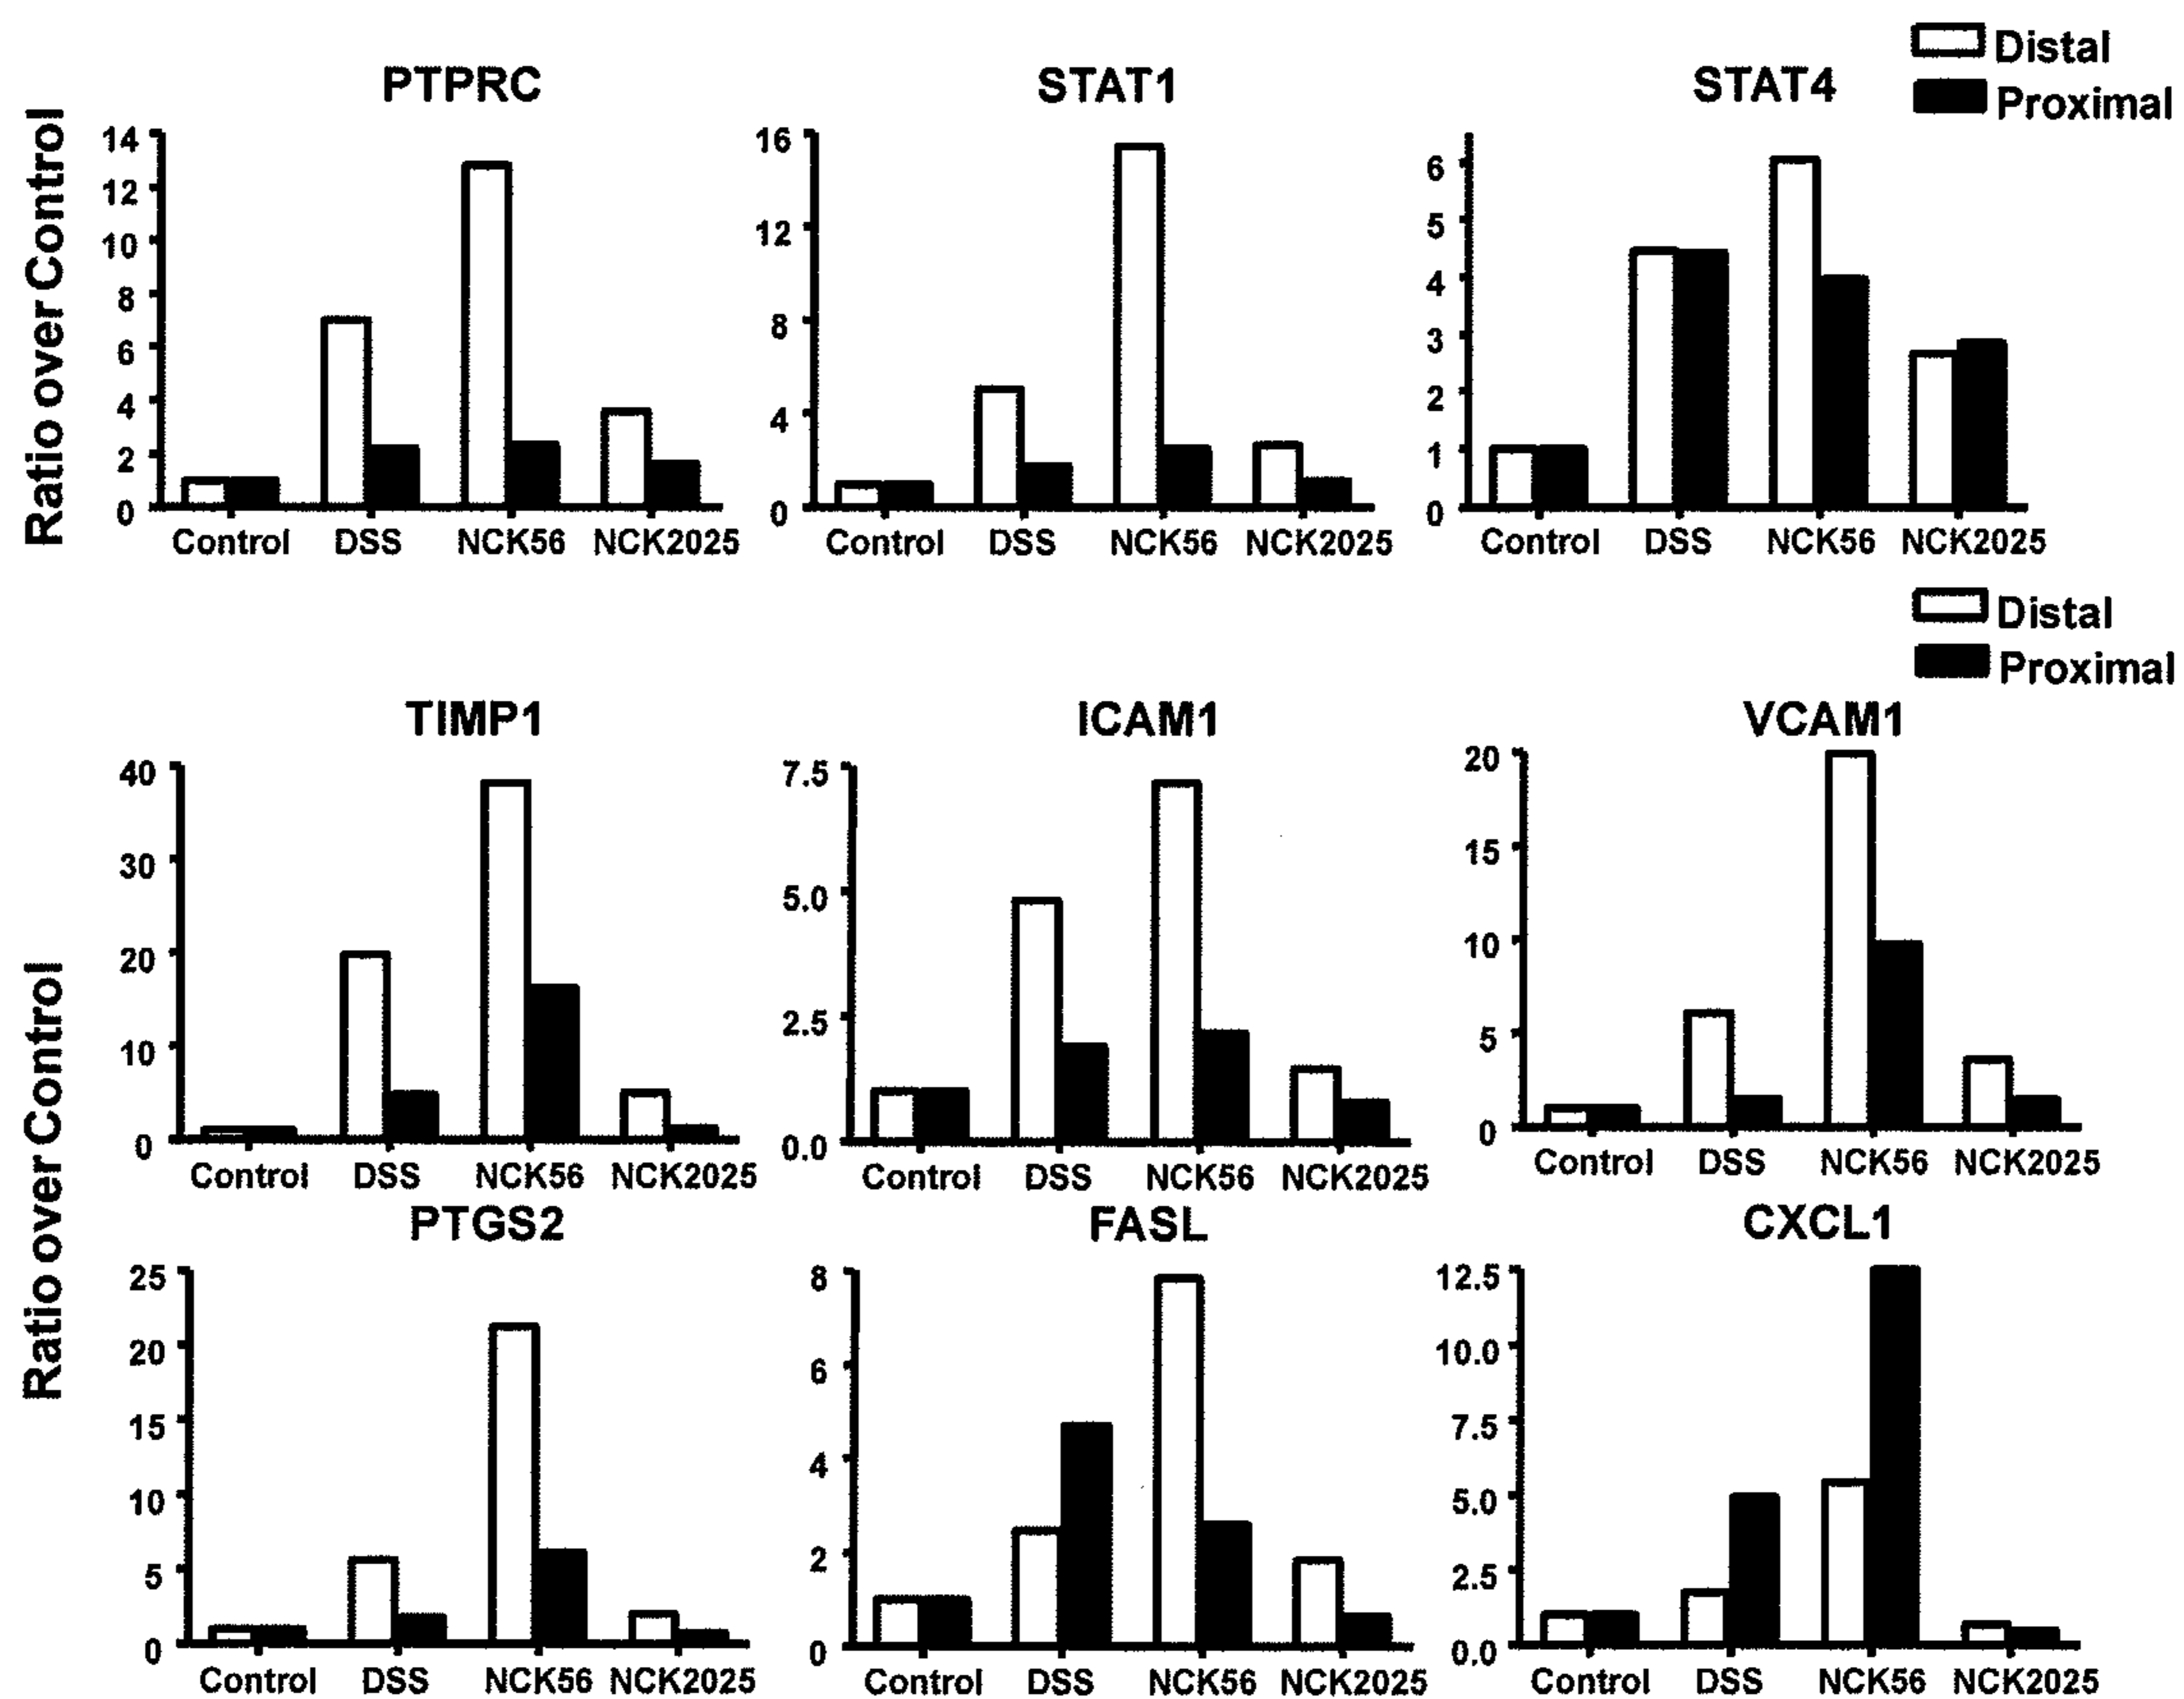 Distal
Proximal
PTPRC
STAT1
STAT4
Ratio over Control
14
12
10
8
6
4
2
0
Control DSS NCK56 NCK2025
16
12
8
4
0
Control DSS NCK56 NCK2025
6
5
4
3
2
1
0
Control DSS NCK56 NCK2025
Distal
Proximal
Ratio over Control
TIMP1
ICAM1
VCAM1
40
30
20
10
0
Control DSS NCK56 NCK2025
7.5
5.0
2.5
0.0
Control DSS NCK56 NCK2025
20
15
10
5
0
Control DSS NCK56 NCK2025
PTGS2
FASL
CXCL1
25
20
15
10
5
0
Control DSS NCK56 NCK2025
8
6
4
2
0
Control DSS NCK56 NCK2025
12.5
10.0
7.5
5.0
2.5
0.0
Control DSS NCK56 NCK2025